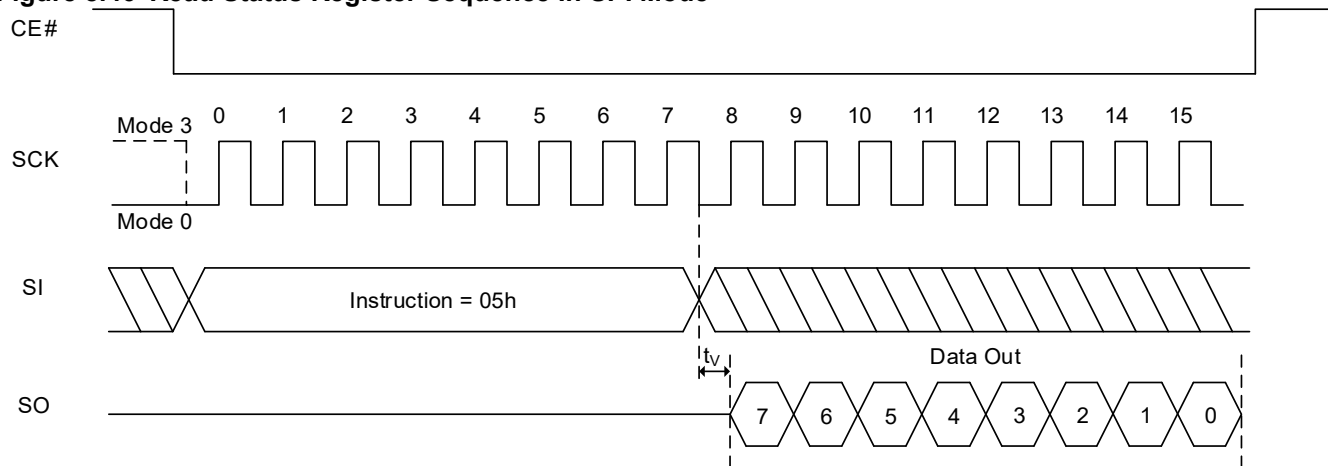 CE#
0 1 2 3 4 5 6 7 8 9 10 11 12 13 14 15
Mode 3
SCK
Mode 0
SI
Instruction = 05h
tV
Data Out
SO
7 6 5 4 3 2 1 0